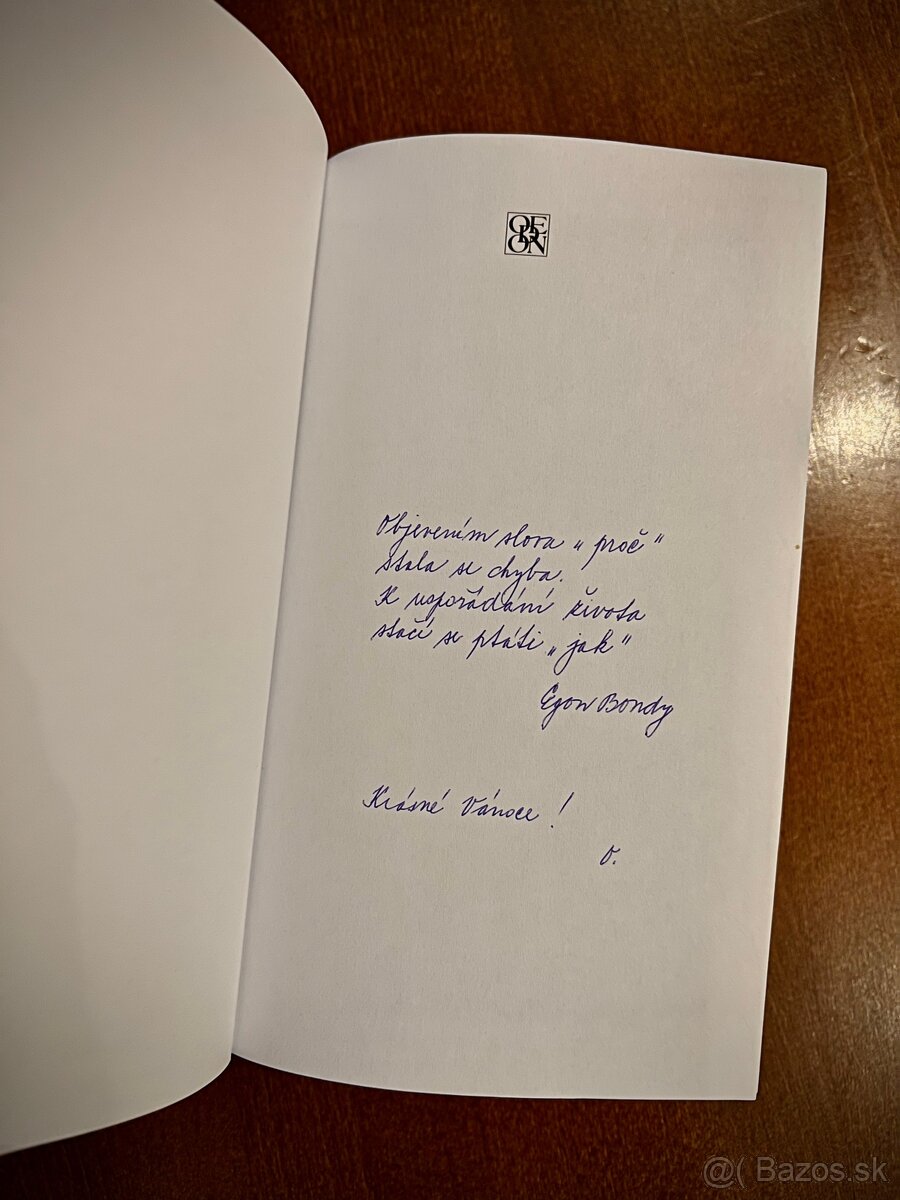 ODEON
Objevením slova „proč“
stala se chyba.
K uspořádání života
stačí se ptáti „jak“
Egon Bondy
Krásné Vánoce!
V.
@( Bazos.sk